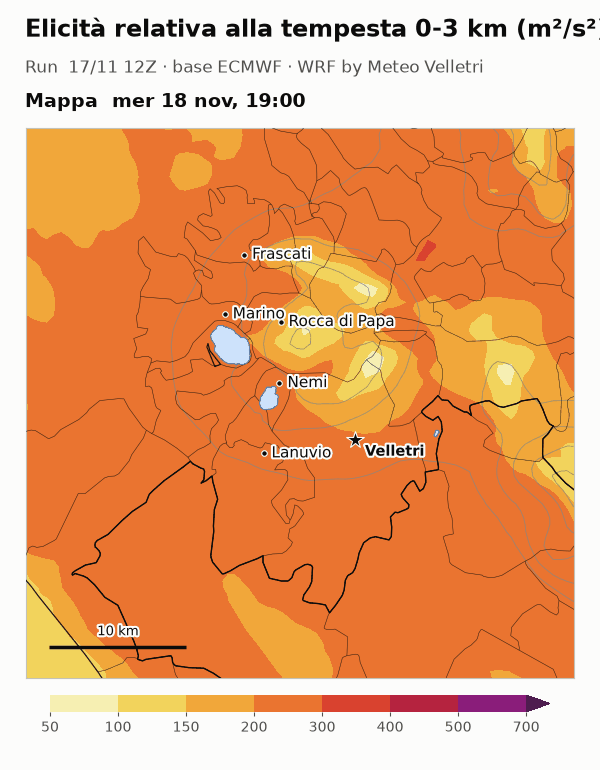 Elicità relativa alla tempesta 0-3 km (m²/s²)
Run 17/11 12Z · base ECMWF · WRF by Meteo Velletri
Mappa mer 18 nov, 19:00
Frascati
Marino
Rocca di Papa
Nemi
Velletri
Lanuvio
10 km
50 100 150 200 300 400 500 700